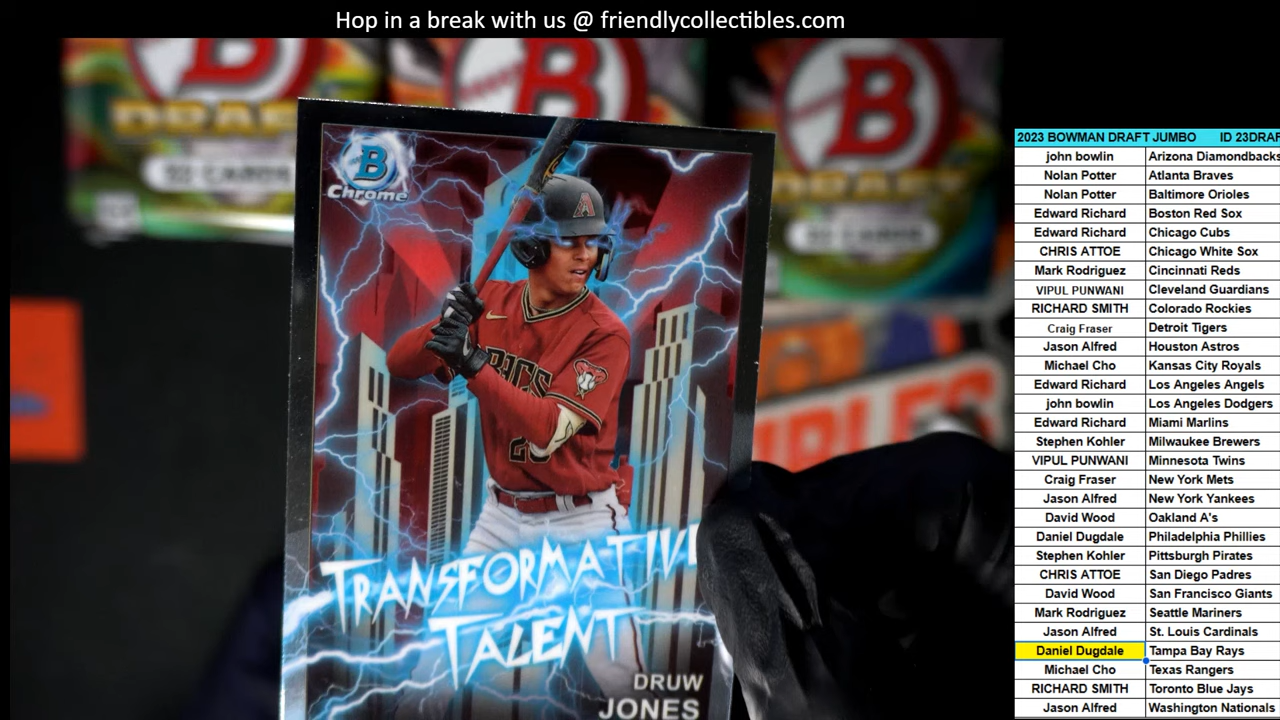 Hop in a break with us @ friendlycollectibles.com
B
B
B
DRAFT
52 CARDS
B
Chrome
A
TRANSFORMATIVE
TALENT
DRUW
JONES
2023 BOWMAN DRAFT JUMBO ID 23DRAF
john bowlin Arizona Diamondbacks
Nolan Potter Atlanta Braves
Nolan Potter Baltimore Orioles
Edward Richard Boston Red Sox
Edward Richard Chicago Cubs
CHRIS ATTOE Chicago White Sox
Mark Rodriguez Cincinnati Reds
VIPUL PUNWANI Cleveland Guardians
RICHARD SMITH Colorado Rockies
Craig Fraser Detroit Tigers
Jason Alfred Houston Astros
Michael Cho Kansas City Royals
Edward Richard Los Angeles Angels
john bowlin Los Angeles Dodgers
Edward Richard Miami Marlins
Stephen Kohler Milwaukee Brewers
VIPUL PUNWANI Minnesota Twins
Craig Fraser New York Mets
Jason Alfred New York Yankees
David Wood Oakland A's
Daniel Dugdale Philadelphia Phillies
Stephen Kohler Pittsburgh Pirates
CHRIS ATTOE San Diego Padres
David Wood San Francisco Giants
Mark Rodriguez Seattle Mariners
Jason Alfred St. Louis Cardinals
Daniel Dugdale Tampa Bay Rays
Michael Cho Texas Rangers
RICHARD SMITH Toronto Blue Jays
Jason Alfred Washington Nationals